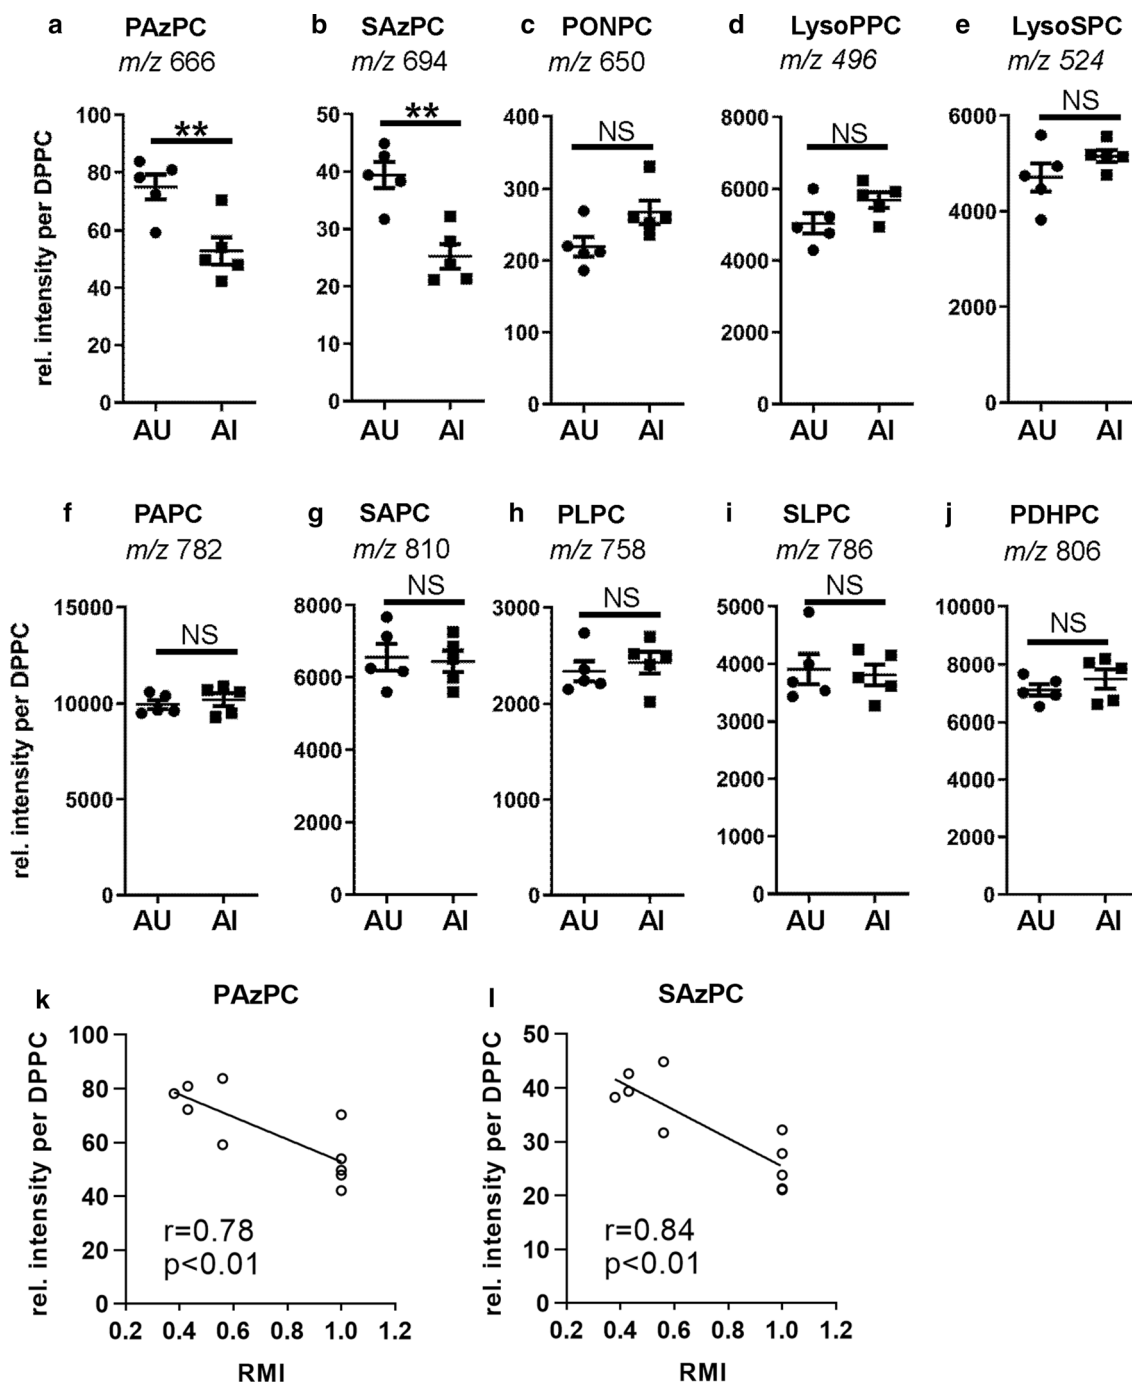 a PAzPC b SAzPC c PONPC d LysoPPC e LysoSPC
m/z 666 m/z 694 m/z 650 m/z 496 m/z 524
rel. intensity per DPPC
100
80
60
40
20
0
**
AU AI
50
40
30
20
10
0
**
AU AI
400
300
200
100
0
NS
AU AI
8000
6000
4000
2000
0
NS
AU AI
6000
4000
2000
0
NS
AU AI
f PAPC g SAPC h PLPC i SLPC j PDHPC
m/z 782 m/z 810 m/z 758 m/z 786 m/z 806
rel. intensity per DPPC
15000
10000
5000
0
NS
AU AI
8000
6000
4000
2000
0
NS
AU AI
3000
2000
1000
0
NS
AU AI
5000
4000
3000
2000
1000
0
NS
AU AI
10000
8000
6000
4000
2000
0
NS
AU AI
k PAzPC
rel. intensity per DPPC
100
80
60
40
20
0
r=0.78
p<0.01
0.2 0.4 0.6 0.8 1.0 1.2
RMI
l SAzPC
rel. intensity per DPPC
50
40
30
20
10
0
r=0.84
p<0.01
0.2 0.4 0.6 0.8 1.0 1.2
RMI